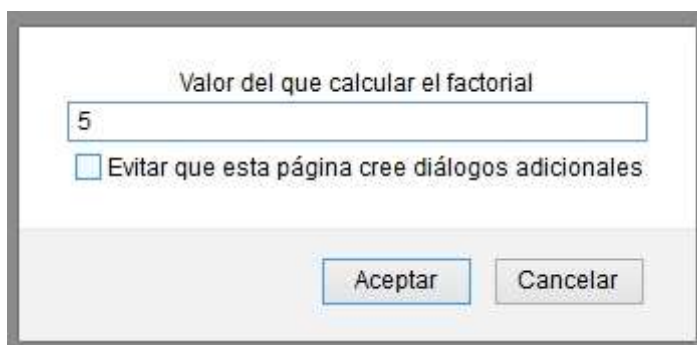 Valor del que calcular el factorial
5
Evitar que esta página cree diálogos adicionales
Aceptar
Cancelar